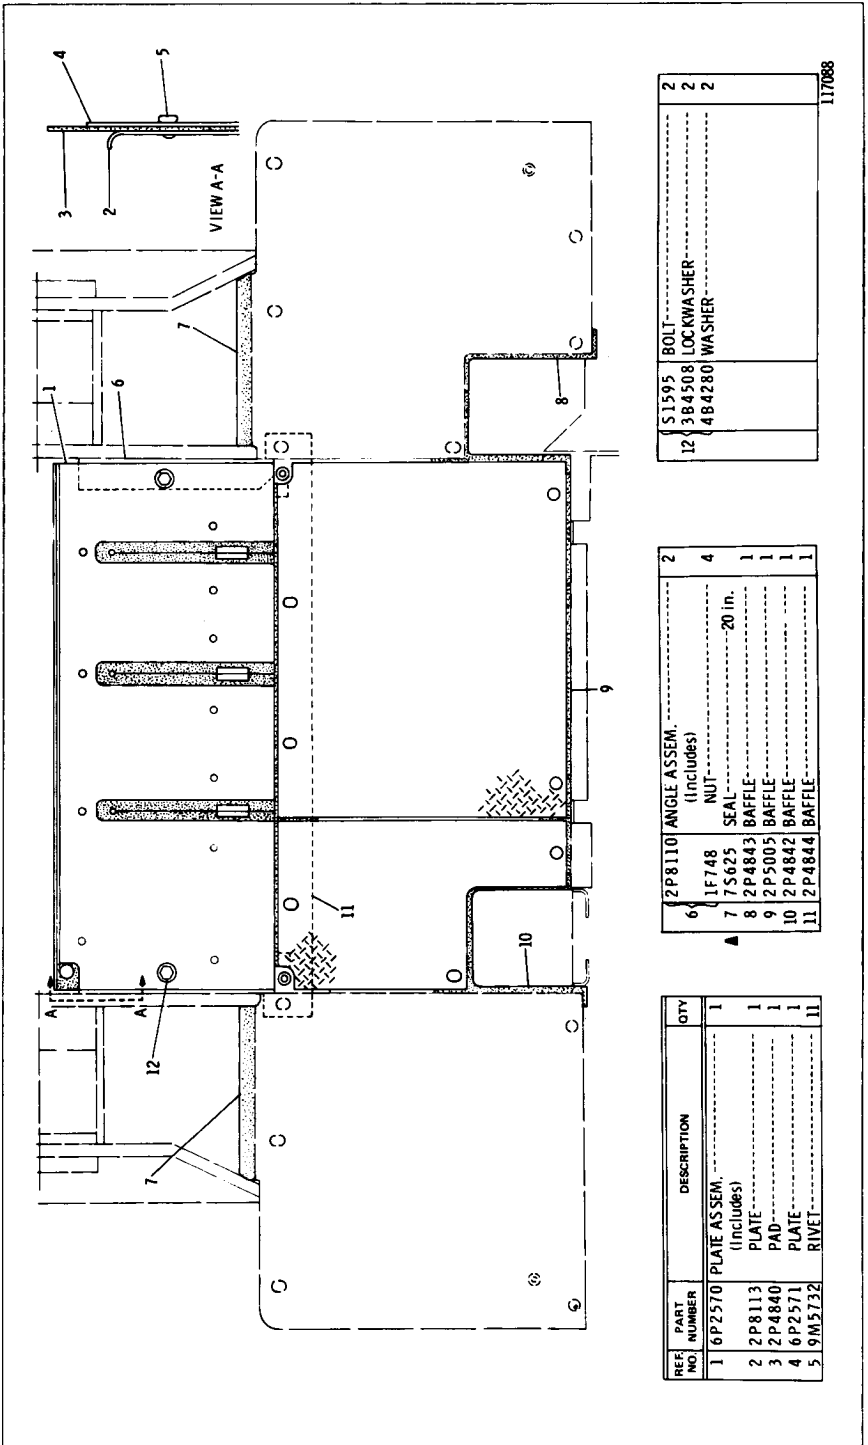 4
5
3
2
VIEW A-A
1
6
7
7
A
A
12
8
11
10
9
REF. NO. PART NUMBER DESCRIPTION QTY
1 6P2570 PLATE ASSEM. 1
(Includes)
2 2P8113 PLATE 1
3 2P4840 PAD 1
4 6P2571 PLATE 1
5 9M5732 RIVET 11
6 2P8110 ANGLE ASSEM. 2
(Includes)
1F748 NUT 4
7 7S625 SEAL 20 in.
8 2P4843 BAFFLE 1
9 2P5005 BAFFLE 1
10 2P4842 BAFFLE 1
11 2P4844 BAFFLE 1
12 S1595 BOLT 2
3B4508 LOCKWASHER 2
4B4280 WASHER 2
117088